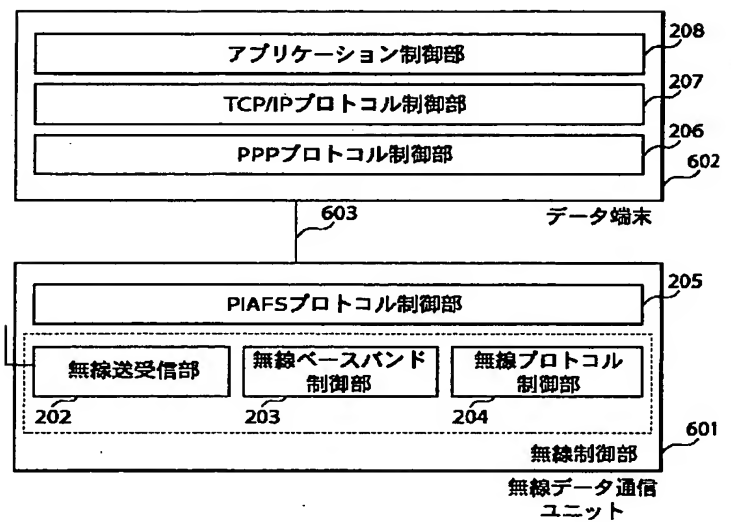 208
アプリケーション制御部
207
TCP/IPプロトコル制御部
206
PPPプロトコル制御部
602
データ端末
603
205
PIAFSプロトコル制御部
無線送受信部
202
無線ベースバンド
制御部
203
無線プロトコル
制御部
204
601
無線制御部
無線データ通信
ユニット